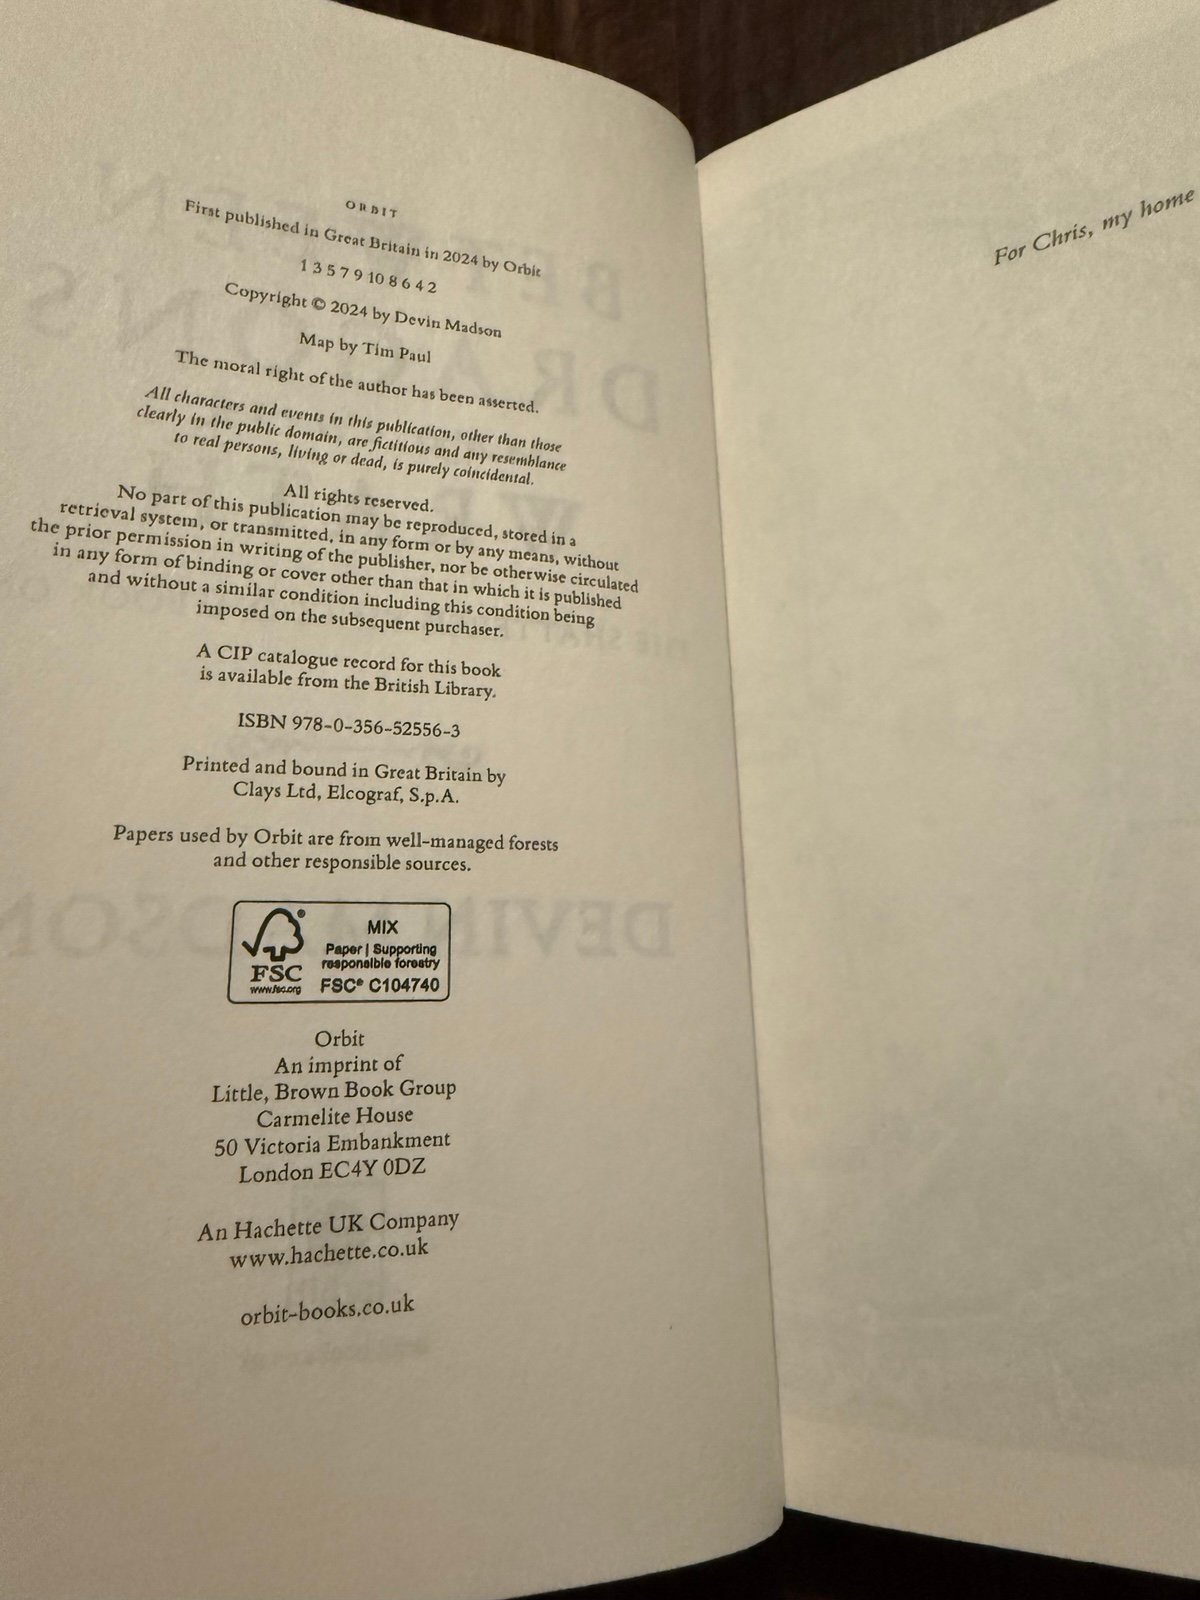 ORBIT
First published in Great Britain in 2024 by Orbit
1 3 5 7 9 10 8 6 4 2
Copyright © 2024 by Devin Madson
Map by Tim Paul
The moral right of the author has been asserted.
All characters and events in this publication, other than those
clearly in the public domain, are fictitious and any resemblance
to real persons, living or dead, is purely coincidental.
All rights reserved.
No part of this publication may be reproduced, stored in a
retrieval system, or transmitted, in any form or by any means, without
the prior permission in writing of the publisher, nor be otherwise circulated
in any form of binding or cover other than that in which it is published
and without a similar condition including this condition being
imposed on the subsequent purchaser.
A CIP catalogue record for this book
is available from the British Library.
ISBN 978-0-356-52556-3
Printed and bound in Great Britain by
Clays Ltd, Elcograf, S.p.A.
Papers used by Orbit are from well-managed forests
and other responsible sources.
FSC
www.fsc.org
MIX
Paper | Supporting
responsible forestry
FSC® C104740
Orbit
An imprint of
Little, Brown Book Group
Carmelite House
50 Victoria Embankment
London EC4Y 0DZ
An Hachette UK Company
www.hachette.co.uk
orbit-books.co.uk
For Chris, my home